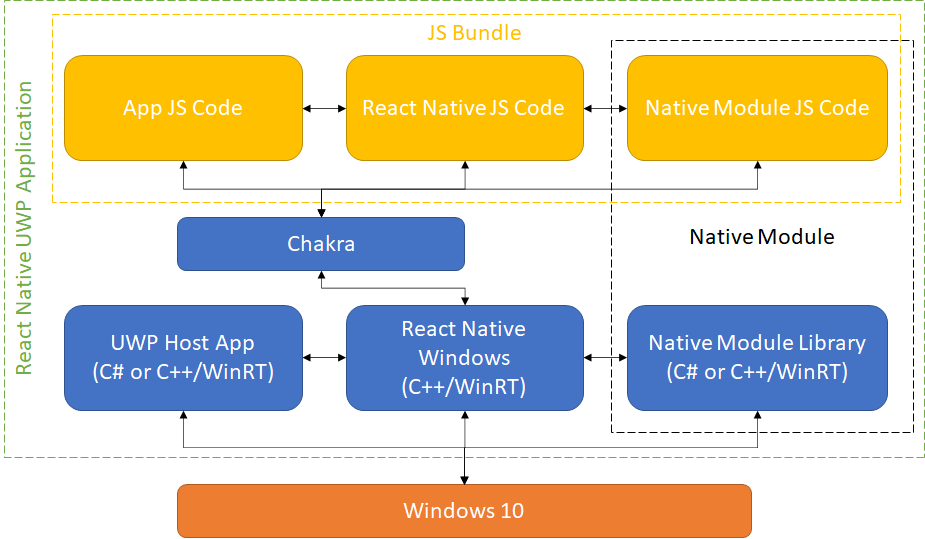 JS Bundle
React Native UWP Application
App JS Code
React Native JS Code
Native Module JS Code
Native Module
Chakra
UWP Host App
(C# or C++/WinRT)
React Native
Windows
(C++/WinRT)
Native Module Library
(C# or C++/WinRT)
Windows 10